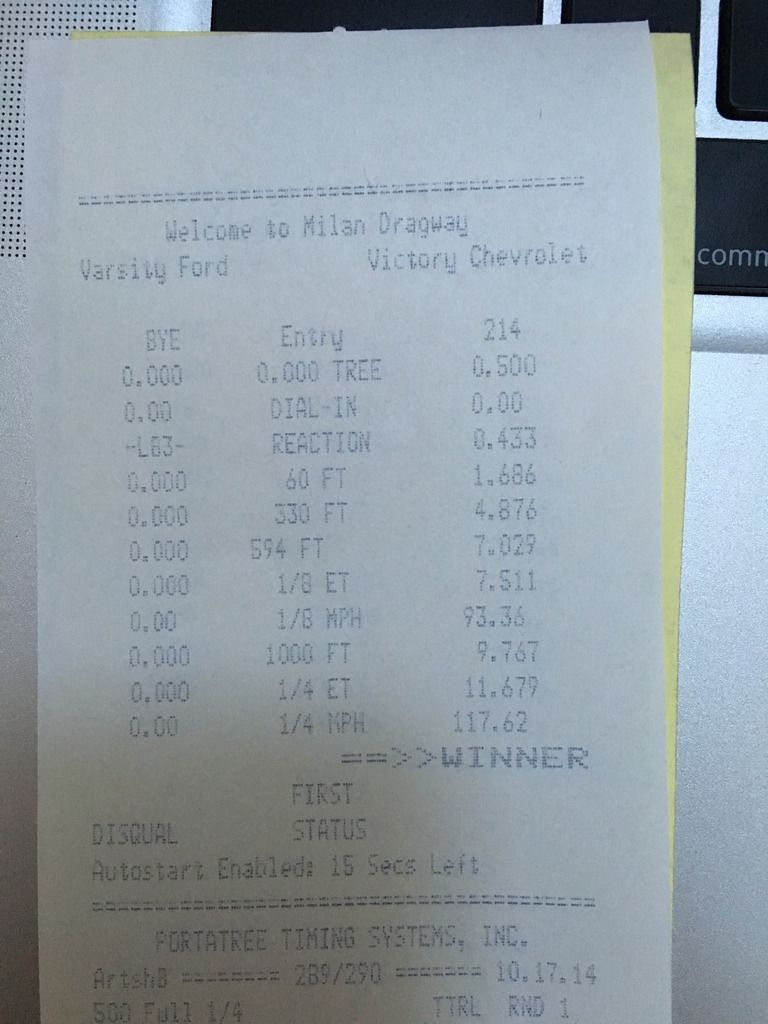 =====================================
Welcome to Milan Dragway
Varsity Ford Victory Chevrolet
BYE Entry 214
0.000 0.000 TREE 0.500
0.00 DIAL-IN 0.00
REACTION 0.433
0.000 60 FT 1.686
0.000 330 FT 4.876
0.000 594 FT 7.029
0.000 1/8 ET 7.511
0.00 1/8 MPH 93.36
0.000 1000 FT 9.767
0.000 1/4 ET 11.679
0.00 1/4 MPH 117.62
==>>WINNER
FIRST
DISQUAL STATUS
Autostart Enabled: 15 Secs Left
=====================================
PORTATREE TIMING SYSTEMS, INC.
ArtshB ======== 289/290 ======= 10.17.14
500 Full 1/4 TTRL RND 1
comm